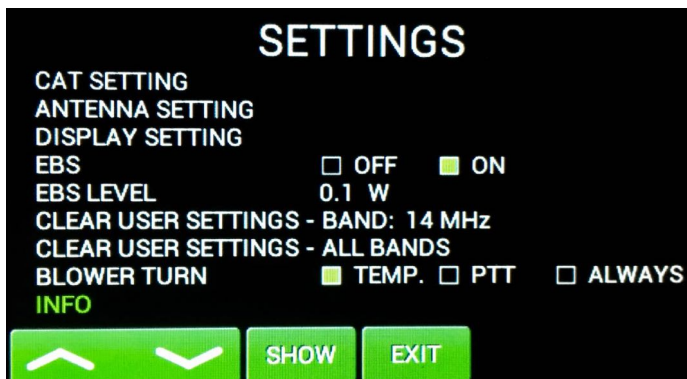 SETTINGS
CAT SETTING
ANTENNA SETTING
DISPLAY SETTING
EBS OFF ON
EBS LEVEL 0.1 W
CLEAR USER SETTINGS - BAND: 14 MHz
CLEAR USER SETTINGS - ALL BANDS
BLOWER TURN TEMP. PTT ALWAYS
INFO
SHOW EXIT